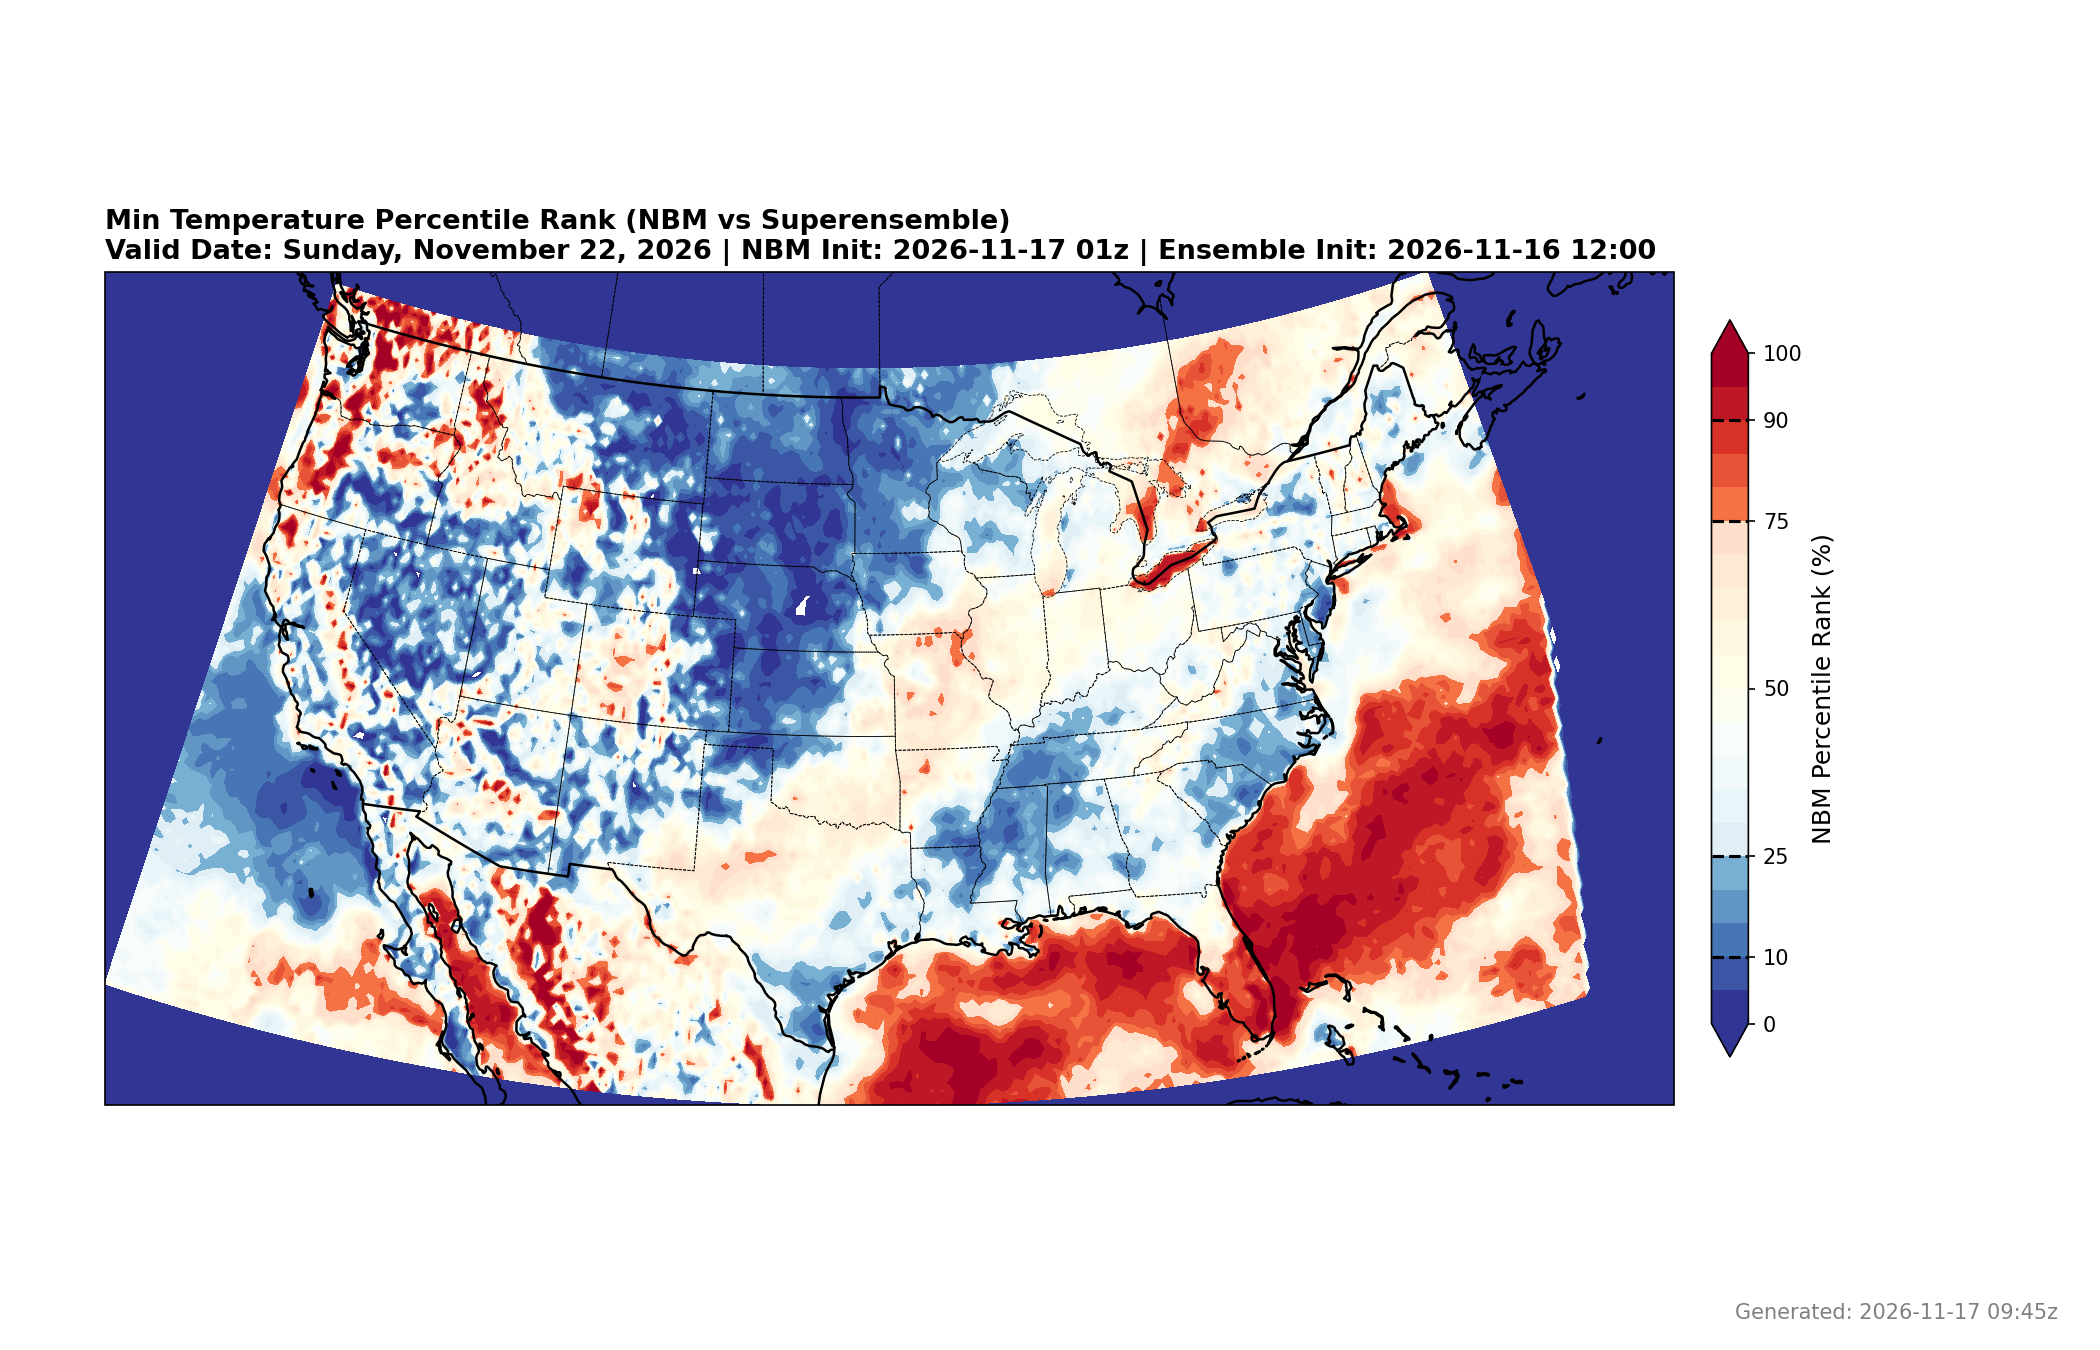 Min Temperature Percentile Rank (NBM vs Superensemble)
Valid Date: Sunday, November 22, 2026 | NBM Init: 2026-11-17 01z | Ensemble Init: 2026-11-16 12:00
100
90
75
50
25
10
0
NBM Percentile Rank (%)
Generated: 2026-11-17 09:45z